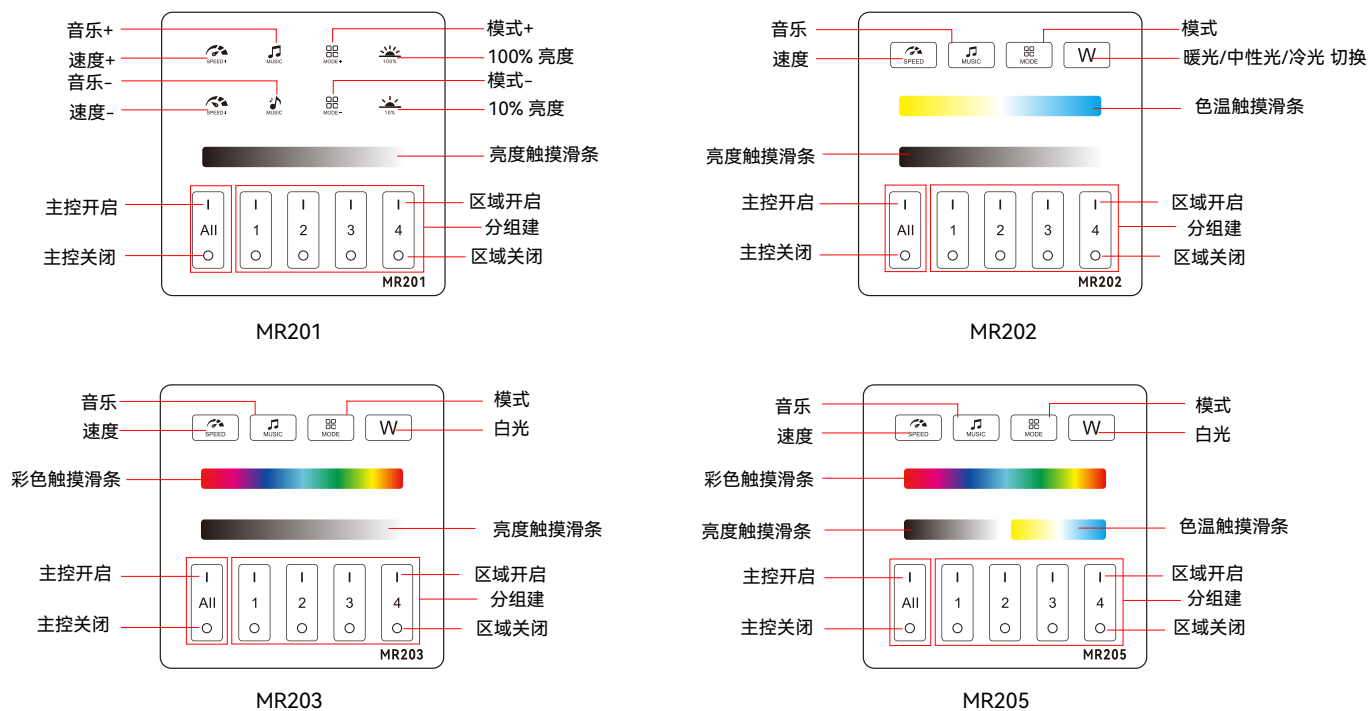 音乐+
速度+
音乐-
速度-
模式+
100% 亮度
模式-
10% 亮度
SPEED
MUSIC
MODE+
100%
SPEED
MUSIC
MODE-
10%
亮度触摸滑条
主控开启
主控关闭
All
1
2
3
4
区域开启
分组建
区域关闭
MR201
MR201
音乐
速度
模式
暖光/中性光/冷光 切换
SPEED
MUSIC
MODE
W
色温触摸滑条
亮度触摸滑条
主控开启
主控关闭
All
1
2
3
4
区域开启
分组建
区域关闭
MR202
MR202
音乐
速度
模式
白光
SPEED
MUSIC
MODE
W
彩色触摸滑条
亮度触摸滑条
主控开启
主控关闭
All
1
2
3
4
区域开启
分组建
区域关闭
MR203
MR203
音乐
速度
模式
白光
SPEED
MUSIC
MODE
W
彩色触摸滑条
亮度触摸滑条
色温触摸滑条
主控开启
主控关闭
All
1
2
3
4
区域开启
分组建
区域关闭
MR205
MR205